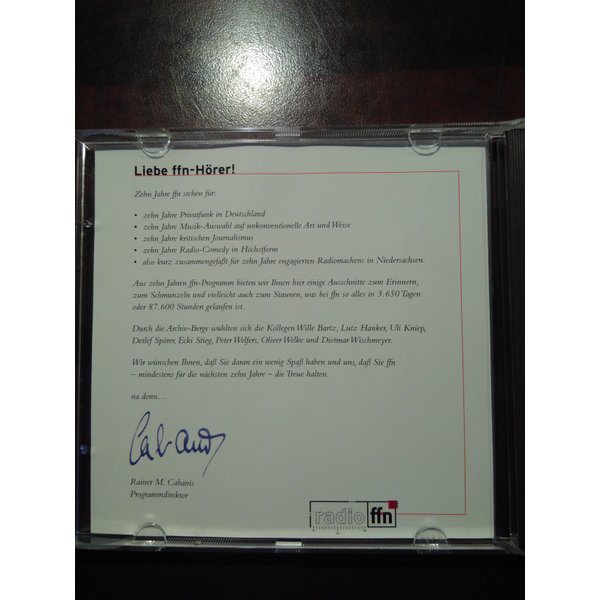 Liebe ffn-Hörer!
Zehn Jahre ffn stehen für:
• zehn Jahre Privatfunk in Deutschland
• zehn Jahre Musik-Auswahl auf unkonventionelle Art und Weise
• zehn Jahre kritischen Journalismus
• zehn Jahre Radio-Comedy in Höchstform
• also kurz zusammengefaßt für zehn Jahre engagierten Radiomachens in Niedersachsen.
Aus zehn Jahren ffn-Programm bieten wir Ihnen hier einige Ausschnitte zum Erinnern,
zum Schmunzeln und vielleicht auch zum Staunen, was bei ffn so alles in 3.650 Tagen
oder 87.600 Stunden gelaufen ist.
Durch die Archiv-Berge wühlten sich die Kollegen Wille Bartz, Lutz Hanker, Uli Kniep,
Detlef Spörer, Ecki Stieg, Peter Welfers, Oliver Welke und Dietmar Wischmeyer.
Wir wünschen Ihnen, daß Sie daran ein wenig Spaß haben und uns, daß Sie ffn
– mindestens für die nächsten zehn Jahre – die Treue halten.
na denn...
Cabanis
Rainer M. Cabanis
Programmdirektor
radio ffn